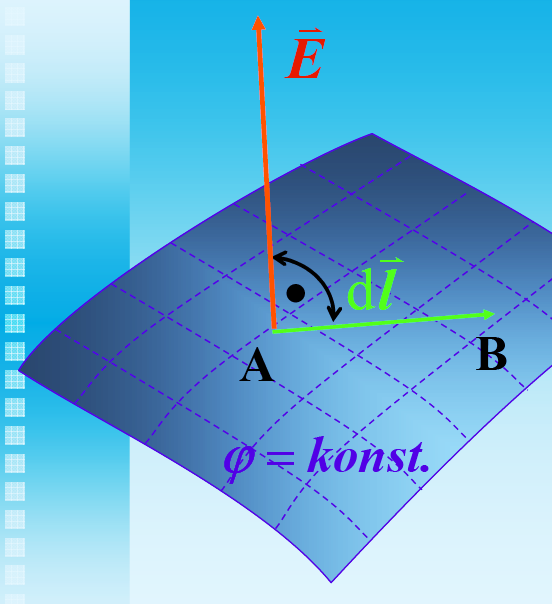 E⃗
dl⃗
A
B
φ = konst.